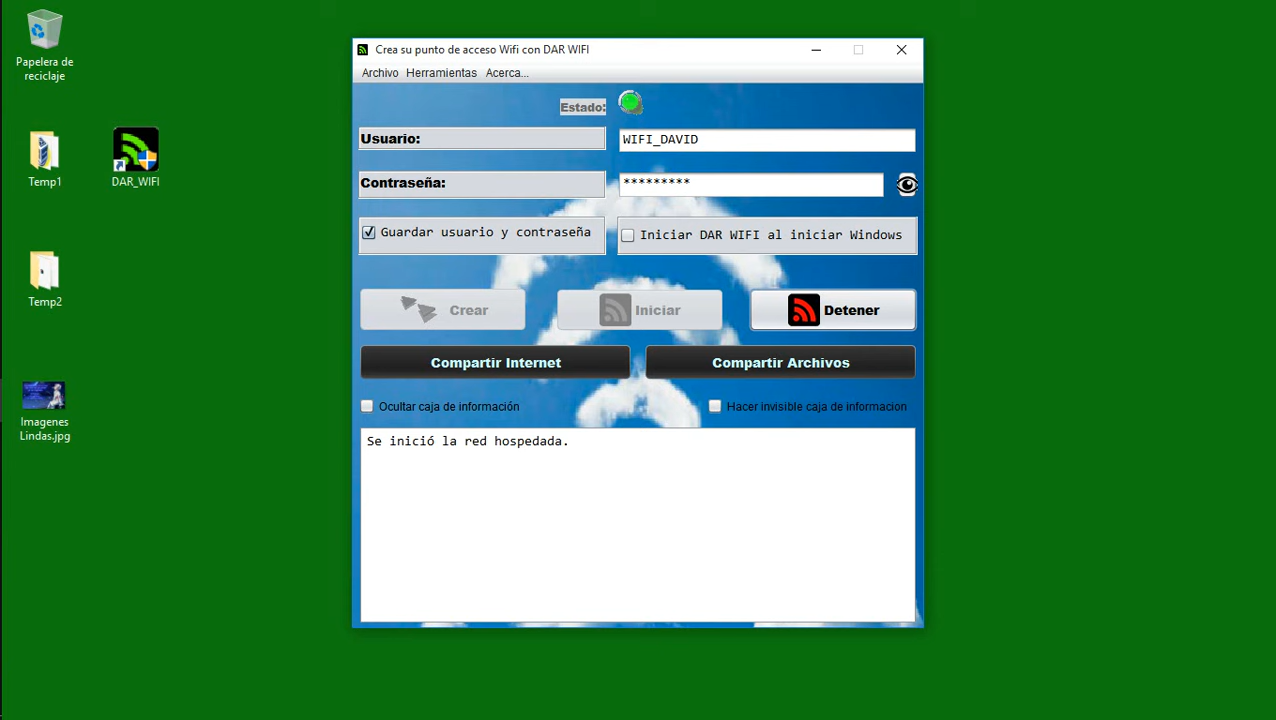 Papelera de
reciclaje
Temp1
DAR_WIFI
Temp2
Imagenes
Lindas.jpg
Crea su punto de acceso Wifi con DAR WIFI
Archivo Herramientas Acerca...
Estado:
Usuario:
WIFI_DAVID
Contraseña:
*********
Guardar usuario y contraseña
Iniciar DAR WIFI al iniciar Windows
Crear
Iniciar
Detener
Compartir Internet
Compartir Archivos
Ocultar caja de información
Hacer invisible caja de informacion
Se inició la red hospedada.